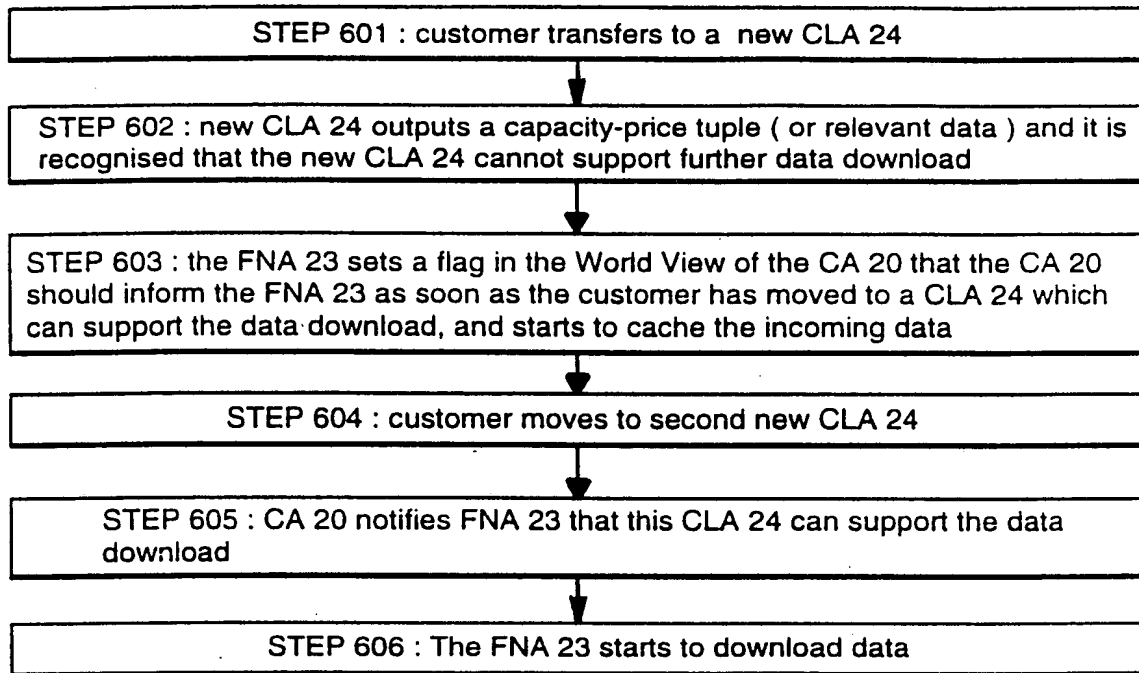 STEP 601 : customer transfers to a new CLA 24
STEP 602 : new CLA 24 outputs a capacity-price tuple ( or relevant data ) and it is
recognised that the new CLA 24 cannot support further data download
STEP 603 : the FNA 23 sets a flag in the World View of the CA 20 that the CA 20
should inform the FNA 23 as soon as the customer has moved to a CLA 24 which
can support the data download, and starts to cache the incoming data
STEP 604 : customer moves to second new CLA 24
STEP 605 : CA 20 notifies FNA 23 that this CLA 24 can support the data
download
STEP 606 : The FNA 23 starts to download data